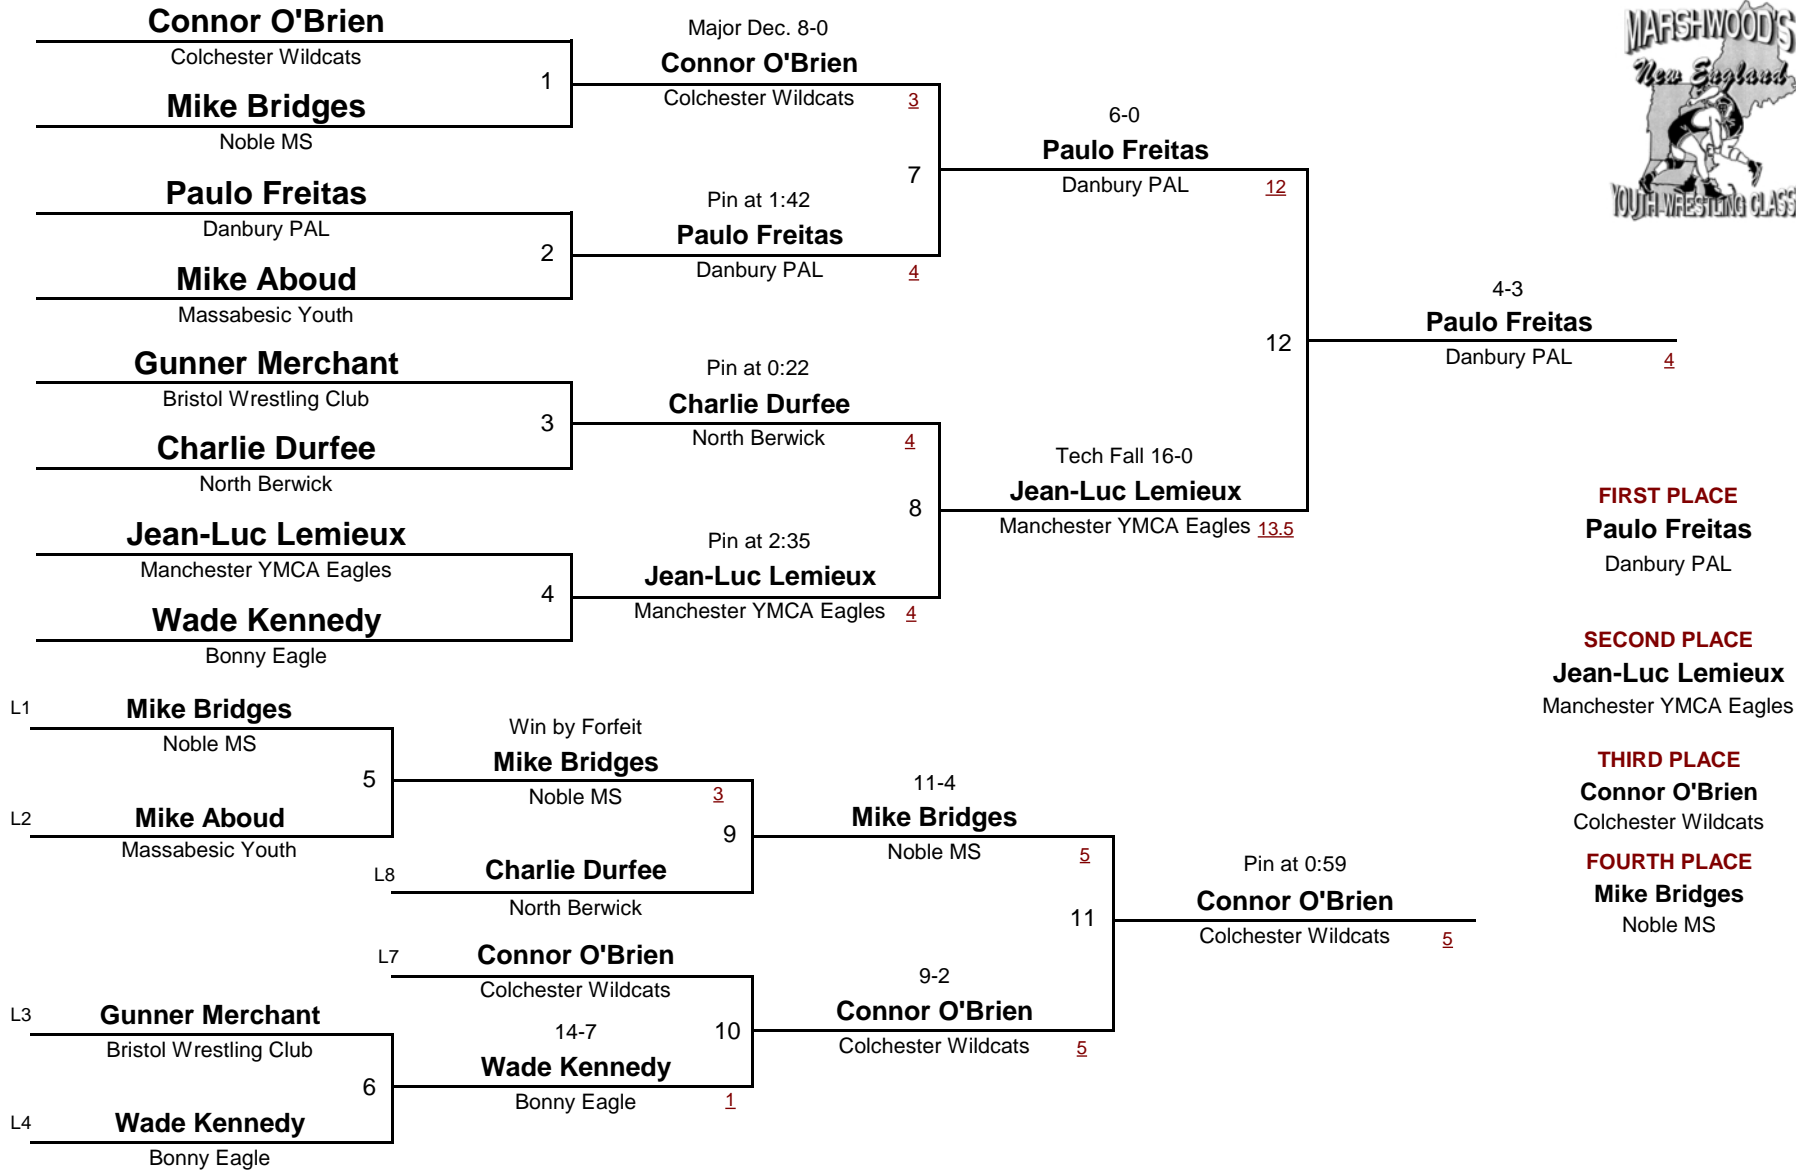 Connor O'Brien
Colchester Wildcats
1
Mike Bridges
Noble MS
Paulo Freitas
Danbury PAL
2
Mike Aboud
Massabesic Youth
Gunner Merchant
Bristol Wrestling Club
3
Charlie Durfee
North Berwick
Jean-Luc Lemieux
Manchester YMCA Eagles
4
Wade Kennedy
Bonny Eagle
Major Dec. 8-0
Connor O'Brien
Colchester Wildcats 3
7
Pin at 1:42
Paulo Freitas
Danbury PAL 4
Pin at 0:22
Charlie Durfee
North Berwick 4
8
Pin at 2:35
Jean-Luc Lemieux
Manchester YMCA Eagles 4
6-0
Paulo Freitas
Danbury PAL 12
12
Tech Fall 16-0
Jean-Luc Lemieux
Manchester YMCA Eagles 13.5
4-3
Paulo Freitas
Danbury PAL 4
MARSHWOOD'S
New England
YOUTH WRESTLING CLASS
FIRST PLACE
Paulo Freitas
Danbury PAL
SECOND PLACE
Jean-Luc Lemieux
Manchester YMCA Eagles
THIRD PLACE
Connor O'Brien
Colchester Wildcats
FOURTH PLACE
Mike Bridges
Noble MS
L1 Mike Bridges
Noble MS
5
L2 Mike Aboud
Massabesic Youth
Win by Forfeit
Mike Bridges
Noble MS 3
9
L8 Charlie Durfee
North Berwick
L7 Connor O'Brien
Colchester Wildcats
L3 Gunner Merchant
Bristol Wrestling Club
6
L4 Wade Kennedy
Bonny Eagle
14-7 10
Wade Kennedy
Bonny Eagle 1
11-4
Mike Bridges
Noble MS 5
11
9-2
Connor O'Brien
Colchester Wildcats 5
Pin at 0:59
Connor O'Brien
Colchester Wildcats 5